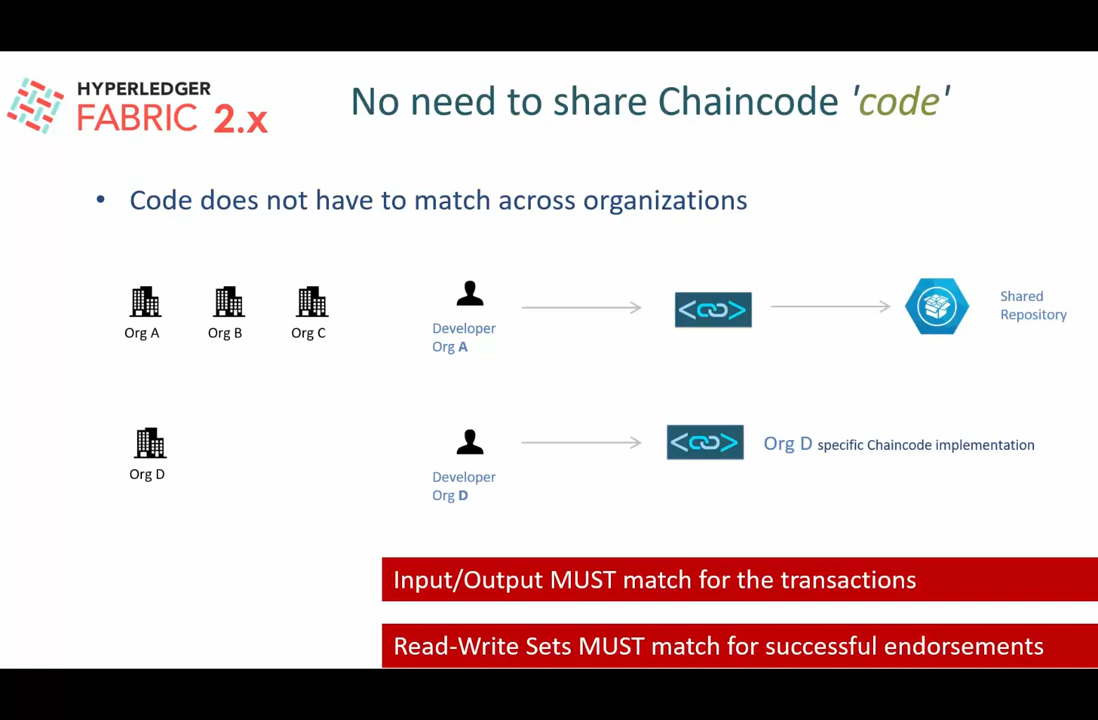 HYPERLEDGER
FABRIC 2.x
No need to share Chaincode 'code'
• Code does not have to match across organizations
Org A
Org B
Org C
Developer
Org A
Shared
Repository
Org D
Developer
Org D
Org D specific Chaincode implementation
Input/Output MUST match for the transactions
Read-Write Sets MUST match for successful endorsements